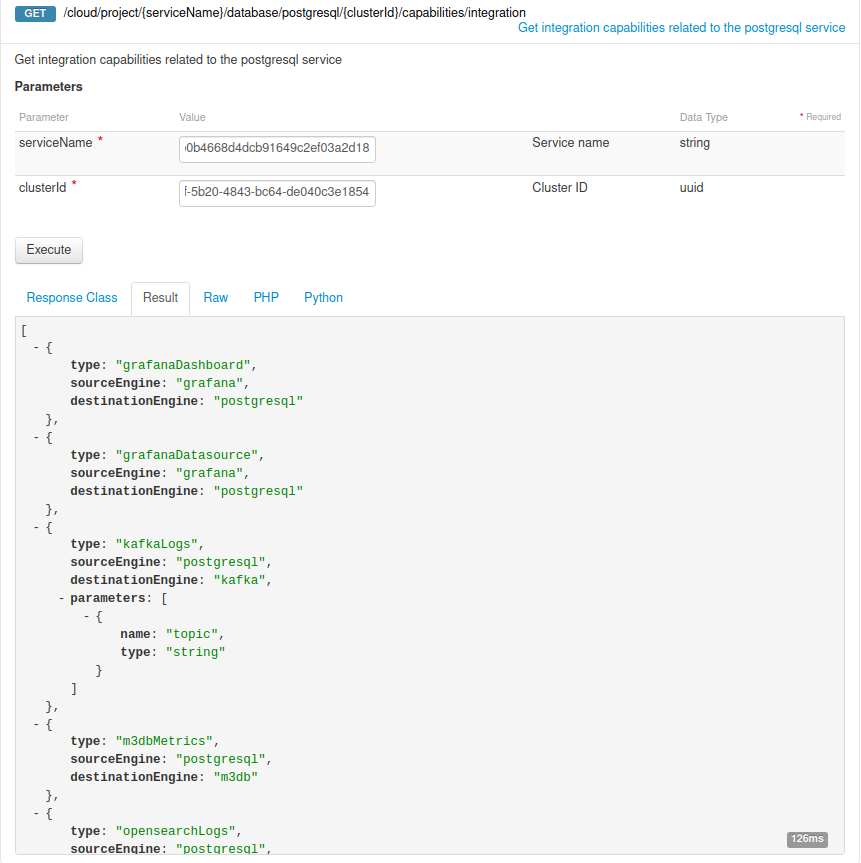 GET /cloud/project/{serviceName}/database/postgresql/{clusterId}/capabilities/integration
Get integration capabilities related to the postgresql service
Get integration capabilities related to the postgresql service
Parameters
Parameter Value Data Type * Required
serviceName * 0b4668d4dcb91649c2ef03a2d18 Service name string
clusterId * f-5b20-4843-bc64-de040c3e1854 Cluster ID uuid
Execute
Response Class Result Raw PHP Python
[
- {
type: "grafanaDashboard",
sourceEngine: "grafana",
destinationEngine: "postgresql"
},
- {
type: "grafanaDatasource",
sourceEngine: "grafana",
destinationEngine: "postgresql"
},
- {
type: "kafkaLogs",
sourceEngine: "postgresql",
destinationEngine: "kafka",
- parameters: [
- {
name: "topic",
type: "string"
}
]
},
- {
type: "m3dbMetrics",
sourceEngine: "postgresql",
destinationEngine: "m3db"
},
- {
type: "opensearchLogs",
sourceEngine: "postgresql",
126ms